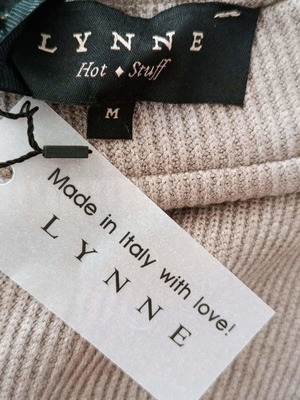 LYNNE
Hot ♦ Stuff
M
Made in Italy with love!
LYNNE